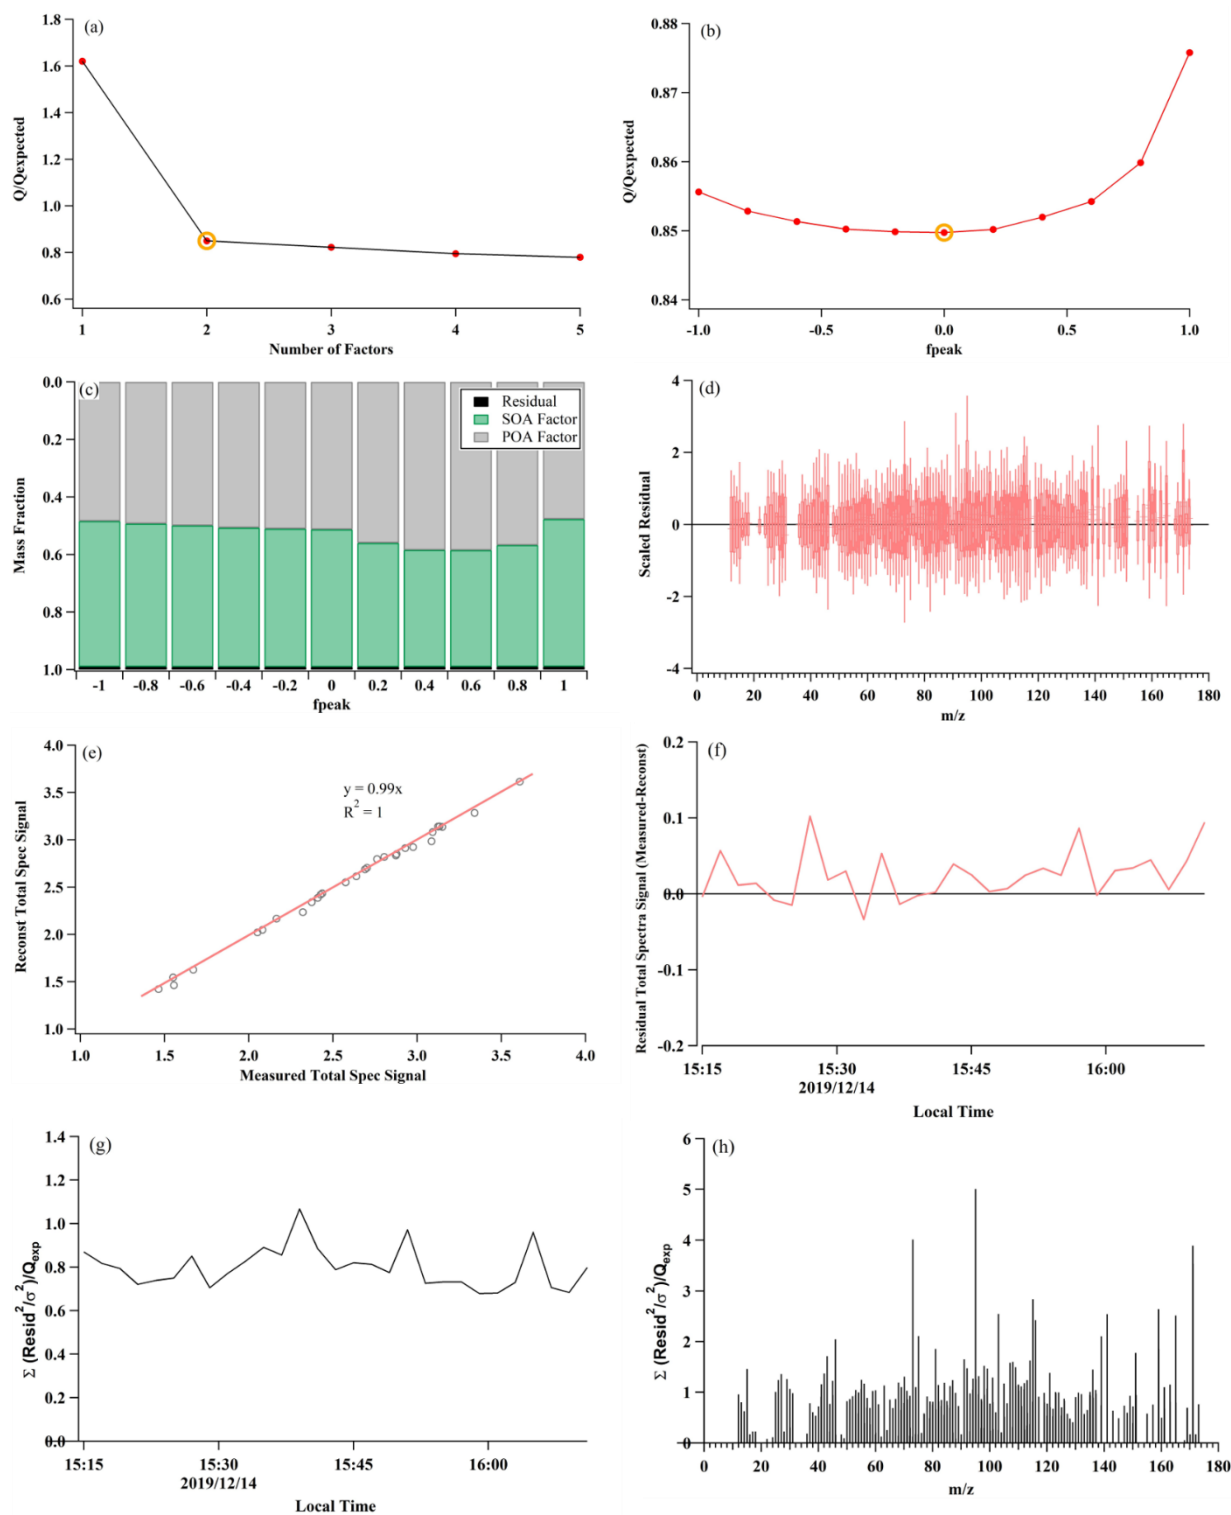 (a)
1.8
1.6
1.4
1.2
1.0
0.8
0.6
Q/Qexpected
1 2 3 4 5
Number of Factors
(b)
0.88
0.87
0.86
0.85
0.84
Q/Qexpected
-1.0 -0.5 0.0 0.5 1.0
fpeak
(c)
0.0
0.2
0.4
0.6
0.8
1.0
Mass Fraction
Residual
SOA Factor
POA Factor
-1 -0.8 -0.6 -0.4 -0.2 0 0.2 0.4 0.6 0.8 1
fpeak
(d)
4
2
0
-2
-4
Scaled Residual
0 20 40 60 80 100 120 140 160 180
m/z
(e)
4.0
3.5
3.0
2.5
2.0
1.5
1.0
Reconst Total Spec Signal
y = 0.99x
R² = 1
1.0 1.5 2.0 2.5 3.0 3.5 4.0
Measured Total Spec Signal
(f)
0.2
0.1
0.0
-0.1
-0.2
Residual Total Spectra Signal (Measured-Reconst)
15:15 15:30 15:45 16:00
2019/12/14
Local Time
(g)
1.4
1.2
1.0
0.8
0.6
0.4
0.2
0.0
Σ (Resid²/σ²)/Qexp
15:15 15:30 15:45 16:00
2019/12/14
Local Time
(h)
6
5
4
3
2
1
0
Σ (Resid²/σ²)/Qexp
0 20 40 60 80 100 120 140 160 180
m/z